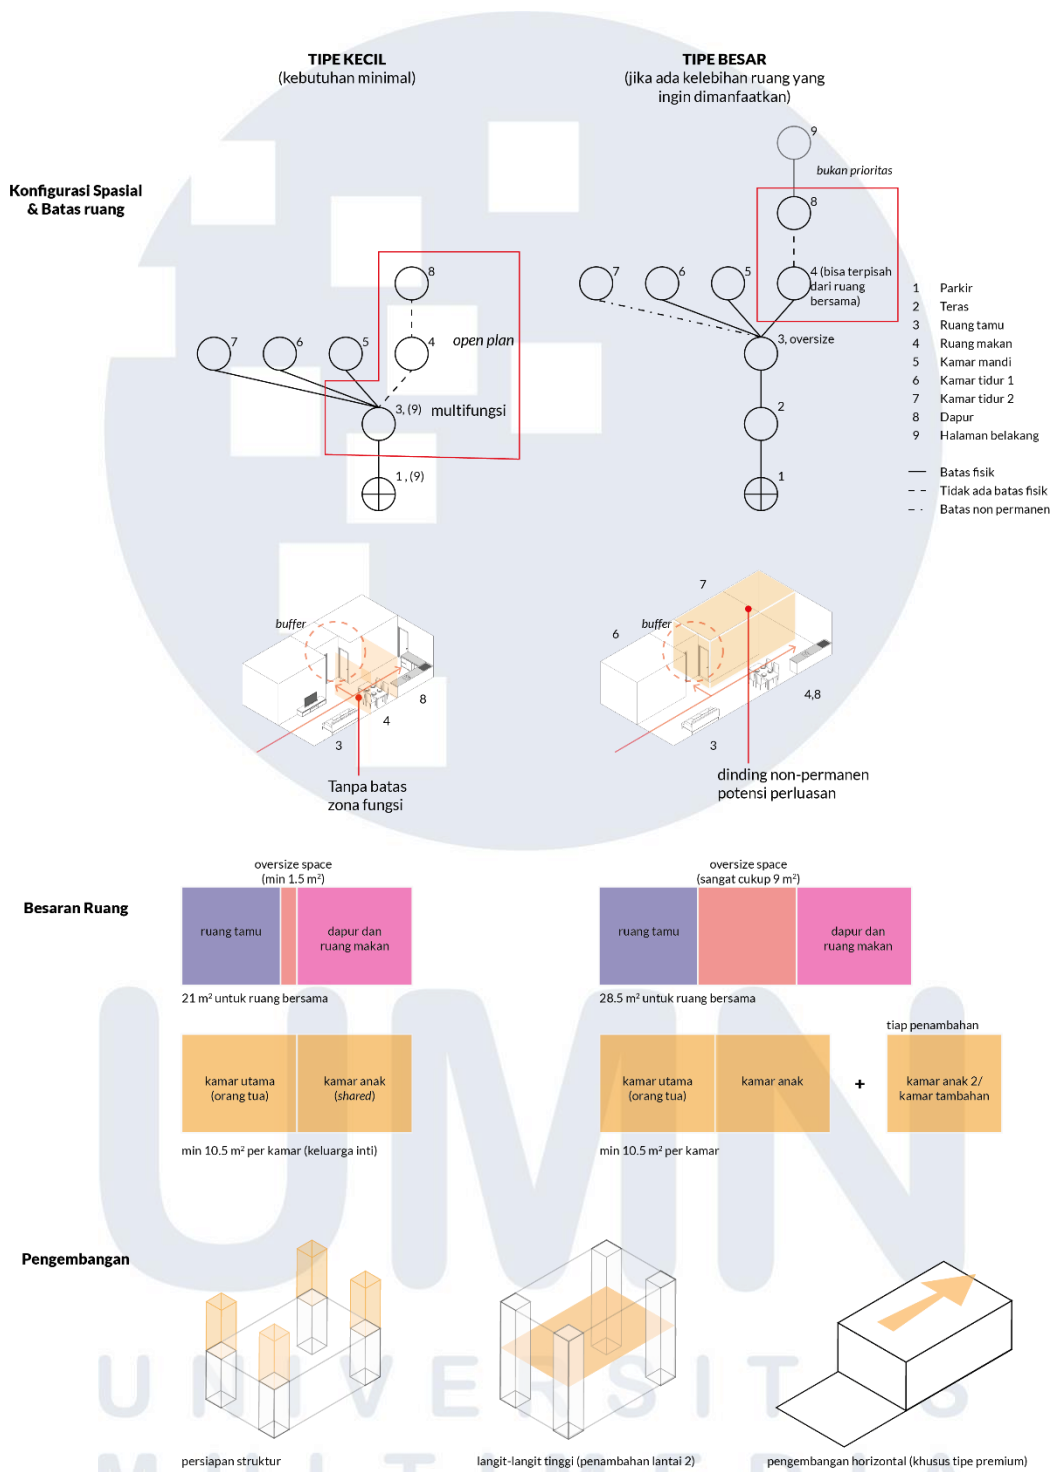 TIPE KECIL
(kebutuhan minimal)
TIPE BESAR
(jika ada kelebihan ruang yang
ingin dimanfaatkan)
Konfigurasi Spasial
& Batas ruang
8
open plan
7
6
5
4
3, (9)
multifungsi
1 , (9)
9
bukan prioritas
8
7
6
5
4 (bisa terpisah
dari ruang
bersama)
3, oversize
2
1
1 Parkir
2 Teras
3 Ruang tamu
4 Ruang makan
5 Kamar mandi
6 Kamar tidur 1
7 Kamar tidur 2
8 Dapur
9 Halaman belakang
Batas fisik
Tidak ada batas fisik
Batas non permanen
buffer
8
4
3
Tanpa batas
zona fungsi
7
buffer
6
4,8
3
dinding non-permanen
potensi perluasan
Besaran Ruang
oversize space
(min 1.5 m²)
ruang tamu
dapur dan
ruang makan
21 m² untuk ruang bersama
oversize space
(sangat cukup 9 m²)
ruang tamu
dapur dan
ruang makan
28.5 m² untuk ruang bersama
kamar utama
(orang tua)
kamar anak
(shared)
min 10.5 m² per kamar (keluarga inti)
kamar utama
(orang tua)
kamar anak
+
tiap penambahan
kamar anak 2/
kamar tambahan
min 10.5 m² per kamar
Pengembangan
persiapan struktur
langit-langit tinggi (penambahan lantai 2)
pengembangan horizontal (khusus tipe premium)
UMN
UNIVERSITAS
MULTIMEDIA